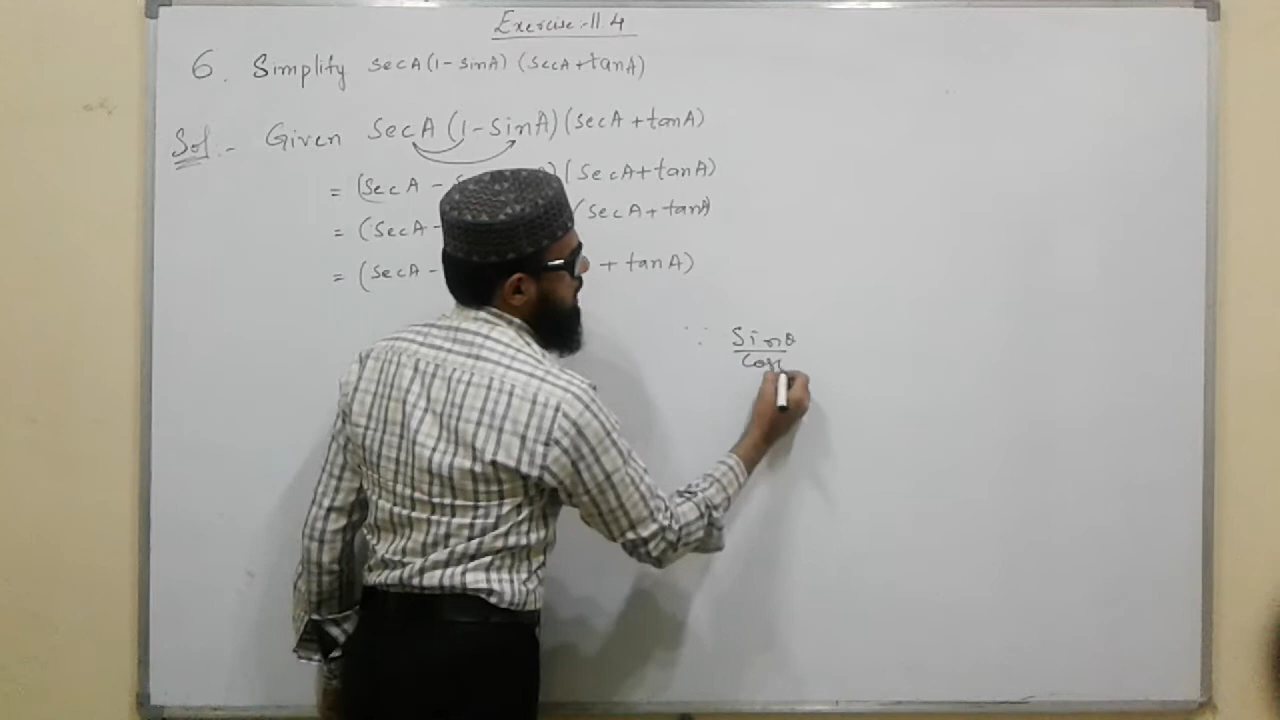 Exercise:-11 4
6. Simplify secA(1-sinA) (secA+tanA)
Sol.- Given SecA(1-SinA)(secA+tanA)
= (SecA - )(SecA+tanA)
= (SecA- (secA+tanA)
= (SecA- + tanA)
∵ Sinθ
Cos